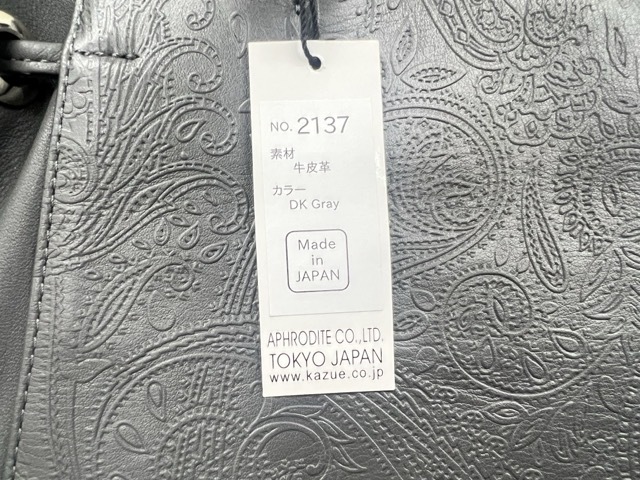 NO. 2137
素材
牛皮革
カラー
DK Gray
Made
in
JAPAN
APHRODITE CO.,LTD.
TOKYO JAPAN
www.kazue.co.jp